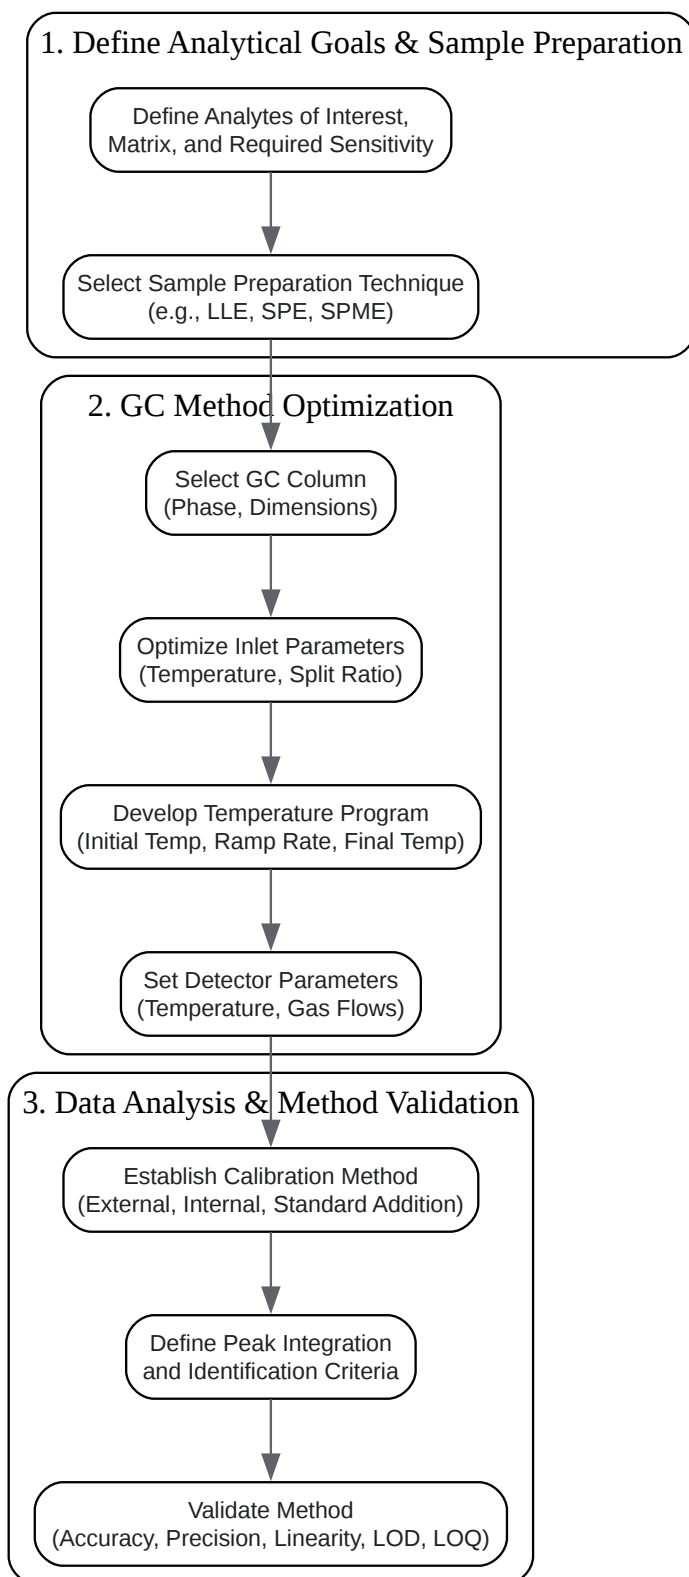 1. Define Analytical Goals & Sample Preparation
Define Analytes of Interest,
Matrix, and Required Sensitivity
Select Sample Preparation Technique
(e.g., LLE, SPE, SPME)
2. GC Method Optimization
Select GC Column
(Phase, Dimensions)
Optimize Inlet Parameters
(Temperature, Split Ratio)
Develop Temperature Program
(Initial Temp, Ramp Rate, Final Temp)
Set Detector Parameters
(Temperature, Gas Flows)
3. Data Analysis & Method Validation
Establish Calibration Method
(External, Internal, Standard Addition)
Define Peak Integration
and Identification Criteria
Validate Method
(Accuracy, Precision, Linearity, LOD, LOQ)